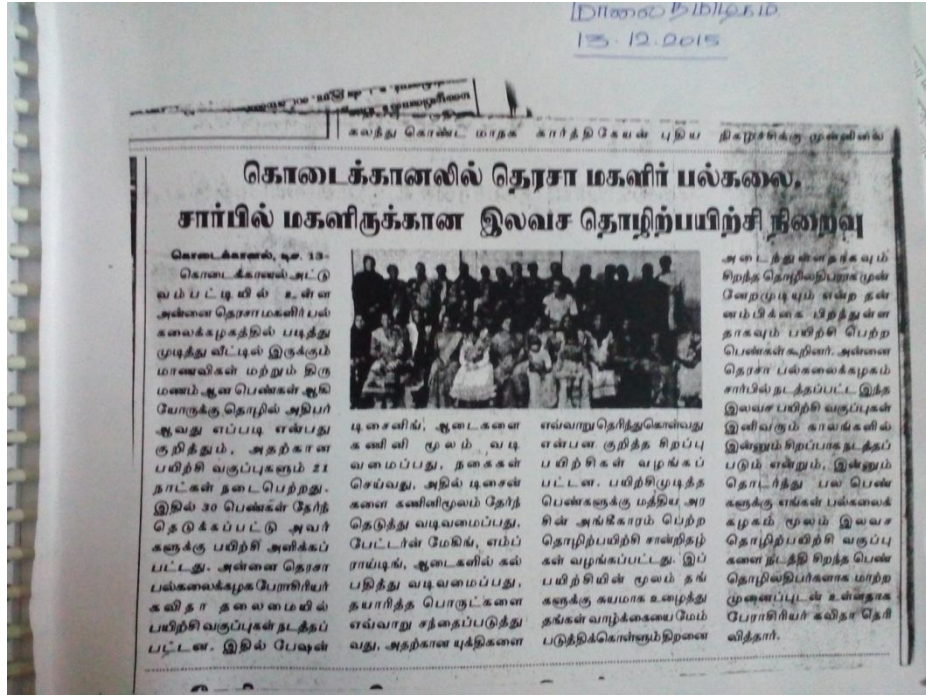 மாலை தமிழகம்
13.12.2015
கலந்து கொண்ட மாநக கார்த்திகேயன் புதிய நிகழ்ச்சிக்கு முன்னிலை
கொடைக்கானலில் தெரசா மகளிர் பல்கலை.
சார்பில் மகளிருக்கான இலவச தொழிற்பயிற்சி நிறைவு
கொடைக்கானல், டிச. 13-
கொடைக்கானல் அட்டு
வம்பட்டியில் உள்ள
அன்னை தெரசா மகளிர் பல்
கலைக்கழகத்தில் படித்து
முடித்து வீட்டில் இருக்கும்
மாணவிகள் மற்றும் திரு
மணம் ஆன பெண்கள் ஆகி
யோருக்கு தொழில் அதிபர்
ஆவது எப்படி என்பது
குறித்தும், அதற்கான
பயிற்சி வகுப்புகளும் 21
நாட்கள் நடைபெற்றது.
இதில் 30 பெண்கள் தேர்ந்
தெடுக்கப்பட்டு அவர்
களுக்கு பயிற்சி அளிக்கப்
பட்டது. அன்னை தெரசா
பல்கலைக்கழக பேராசிரியர்
கவிதா தலைமையில்
பயிற்சி வகுப்புகள் நடத்தப்
பட்டன. இதில் பேஷன்
டிசைனிங், ஆடைகளை
கணினி மூலம் வடி
வமைப்பது, நகைகள்
செய்வது, அதில் டிசைன்
களை கணினிமூலம் தேர்ந்
தெடுத்து வடிவமைப்பது,
பேட்டர்ன் மேகிங், எம்ப்
ராய்டிங், ஆடைகளில் கல்
பதித்து வடிவமைப்பது,
தயாரித்த பொருட்களை
எவ்வாறு சந்தைப்படுத்து
வது, அதற்கான யுக்திகளை
எவ்வாறு தெரிந்துகொள்வது
என்பன குறித்த சிறப்பு
பயிற்சிகள் வழங்கப்
பட்டன. பயிற்சிமுடித்த
பெண்களுக்கு மத்திய அர
சின் அங்கீகாரம் பெற்ற
தொழிற்பயிற்சி சான்றிதழ்
கள் வழங்கப்பட்டது. இப்
பயிற்சியின் மூலம் தங்
களுக்கு சுயமாக உழைத்து
தங்கள் வாழ்க்கையை மேம்
படுத்திக்கொள்ளும் திறனை
அடைந்துள்ளதாகவும்
சிறந்த தொழிலதிபராக முன்
னேறமுடியும் என்ற தன்
னம்பிக்கை பிறந்துள்ள
தாகவும் பயிற்சி பெற்ற
பெண்கள் கூறினர். அன்னை
தெரசா பல்கலைக்கழகம்
சார்பில் நடத்தப்பட்ட இந்த
இலவச பயிற்சி வகுப்புகள்
இனிவரும் காலங்களில்
இன்னும் சிறப்பாக நடத்தப்
படும் என்றும், இன்னும்
தொடர்ந்து பல பெண்
களுக்கு எங்கள் பல்கலைக்
கழகம் மூலம் இலவச
தொழிற்பயிற்சி வகுப்பு
களை நடத்தி சிறந்த பெண்
தொழிலதிபர்களாக மாற்ற
முனைப்புடன் உள்ளதாக
பேராசிரியர் கவிதா தெரி
வித்தார்.